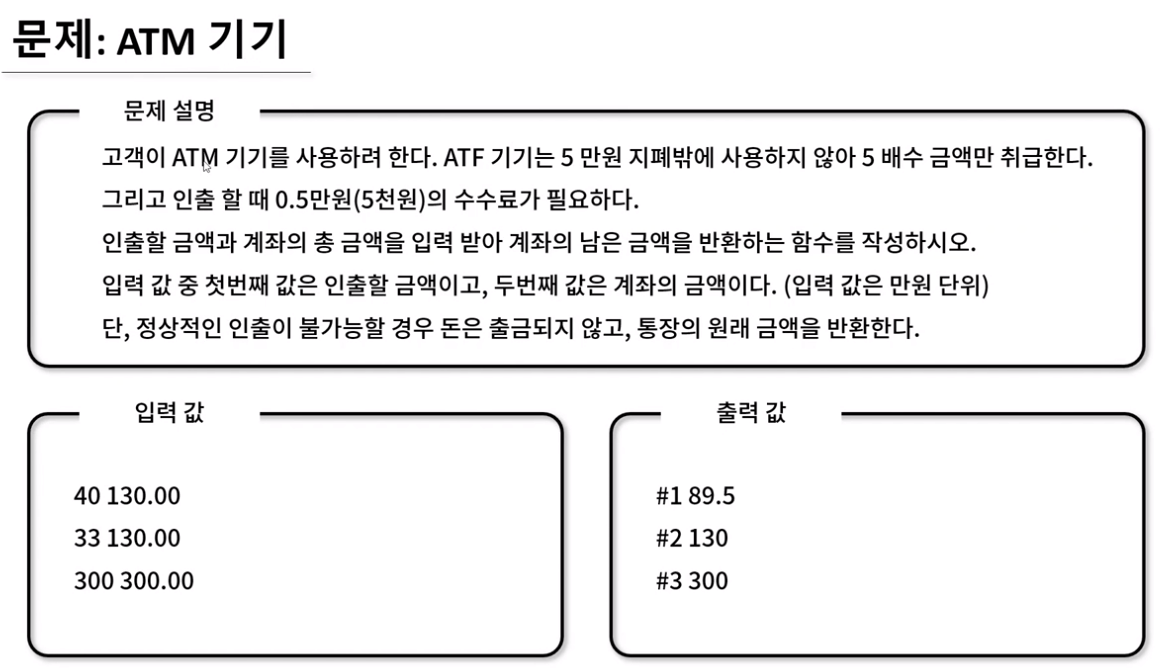 문제: ATM 기기
문제 설명
고객이 ATM 기기를 사용하려 한다. ATF 기기는 5 만원 지폐밖에 사용하지 않아 5 배수 금액만 취급한다.
그리고 인출 할 때 0.5만원(5천원)의 수수료가 필요하다.
인출할 금액과 계좌의 총 금액을 입력 받아 계좌의 남은 금액을 반환하는 함수를 작성하시오.
입력 값 중 첫번째 값은 인출할 금액이고, 두번째 값은 계좌의 금액이다. (입력 값은 만원 단위)
단, 정상적인 인출이 불가능할 경우 돈은 출금되지 않고, 통장의 원래 금액을 반환한다.
입력 값
40 130.00
33 130.00
300 300.00
출력 값
#1 89.5
#2 130
#3 300